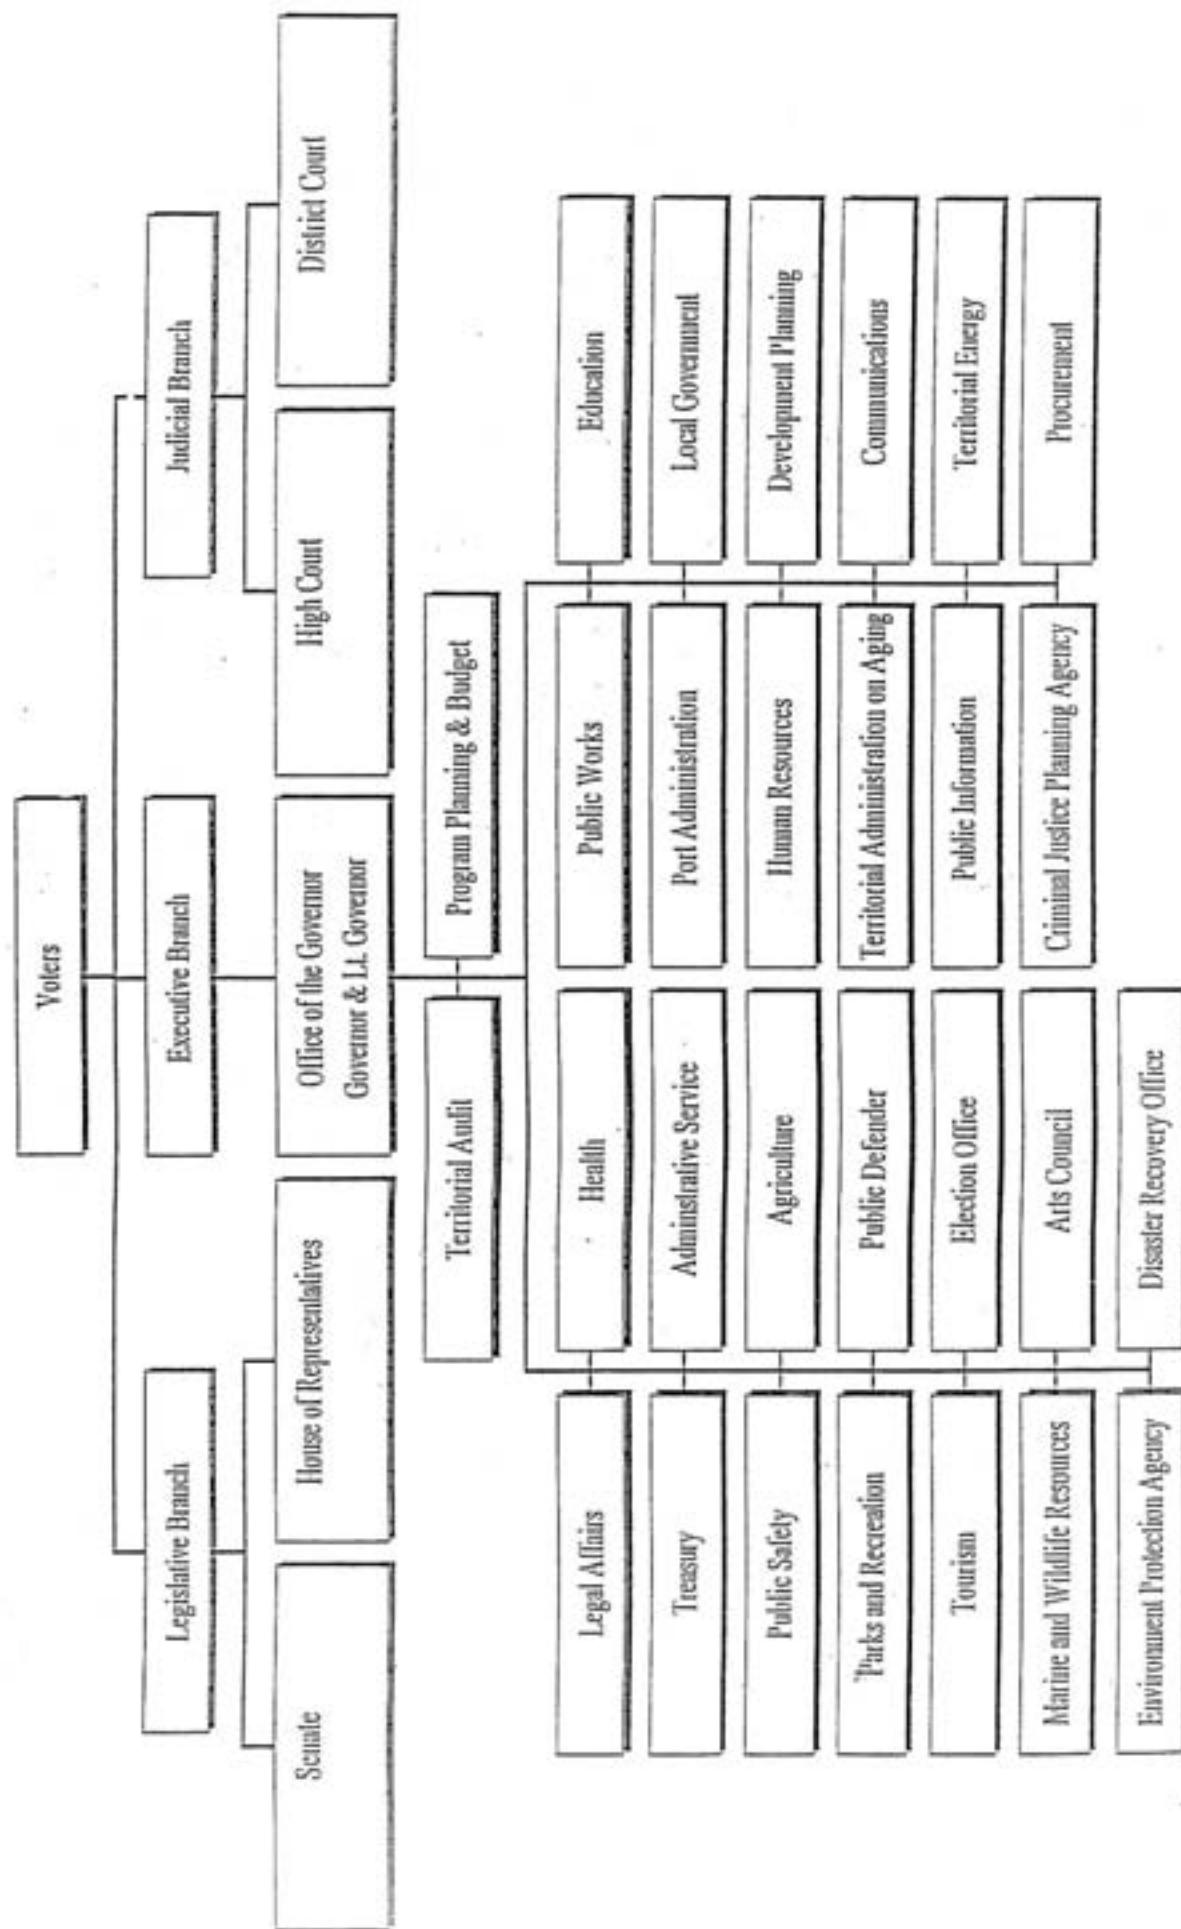 Voters
Legislative Branch
Executive Branch
Judicial Branch
Senate
House of Representatives
Office of the Governor
Governor & Lt. Governor
High Court
District Court
Territorial Audit
Program Planning & Budget
Legal Affairs
Health
Public Works
Education
Treasury
Adminstrative Service
Port Administration
Local Government
Public Safety
Agriculture
Human Resources
Development Planning
Parks and Recreation
Public Defender
Territorial Administration on Aging
Communications
Tourism
Election Office
Public Information
Territorial Energy
Marine and Wildlife Resources
Arts Council
Criminal Justice Planning Agency
Procurement
Environment Protection Agency
Disaster Recovery Office